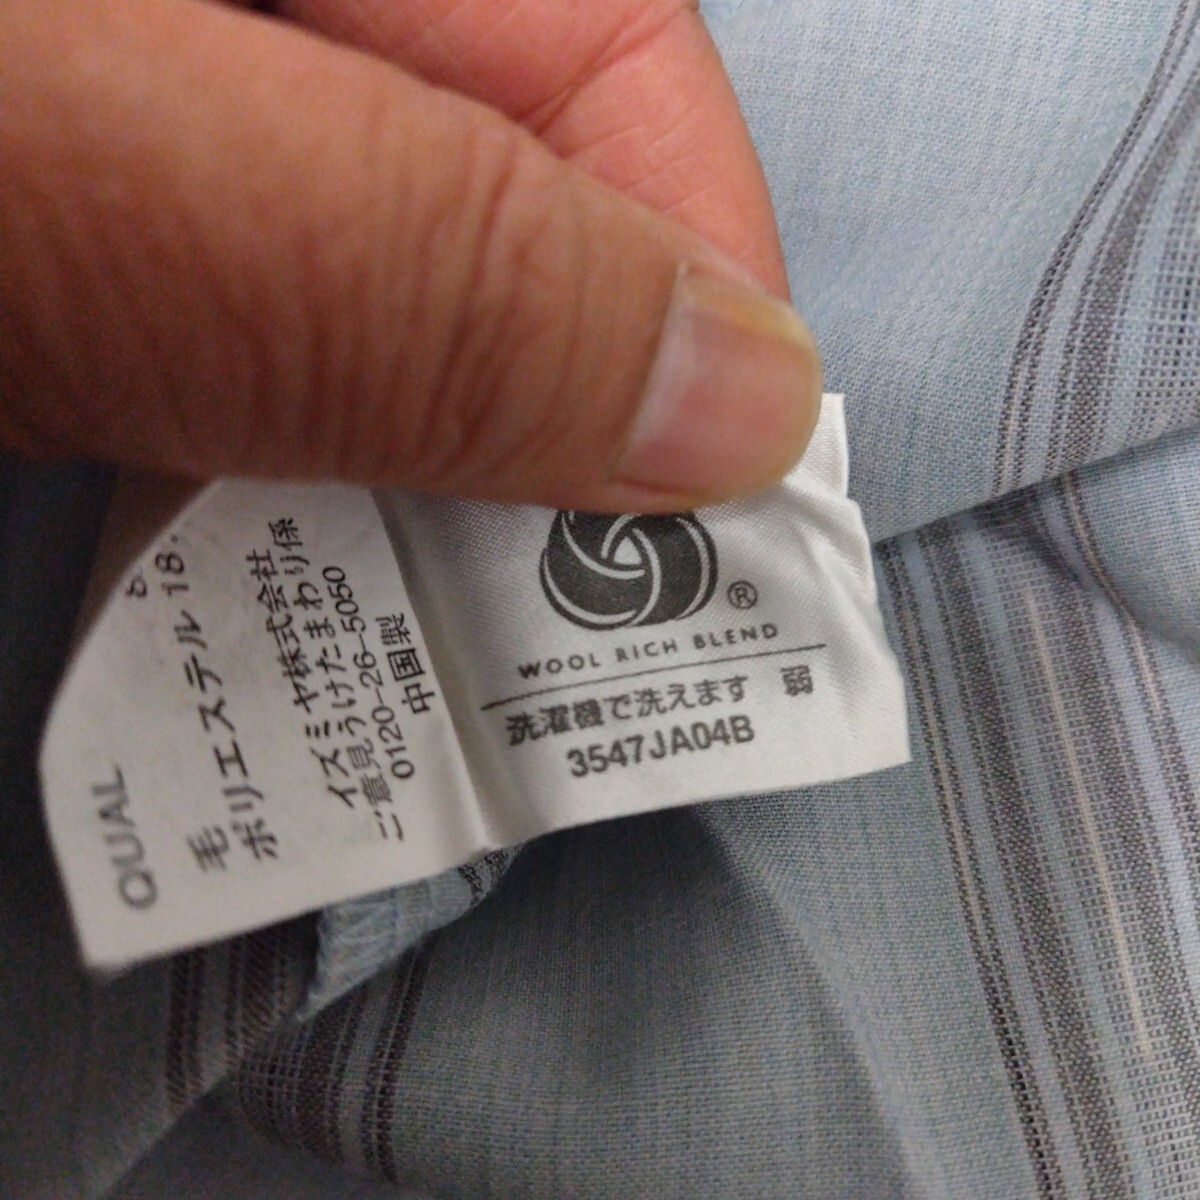 QUAL
毛 8
ポリエステル 18.
イズミヤ株式会社
ご意見うけたまわり係
0120-26-5050
中国製
®
WOOL RICH BLEND
洗濯機で洗えます 弱
3547JA04B